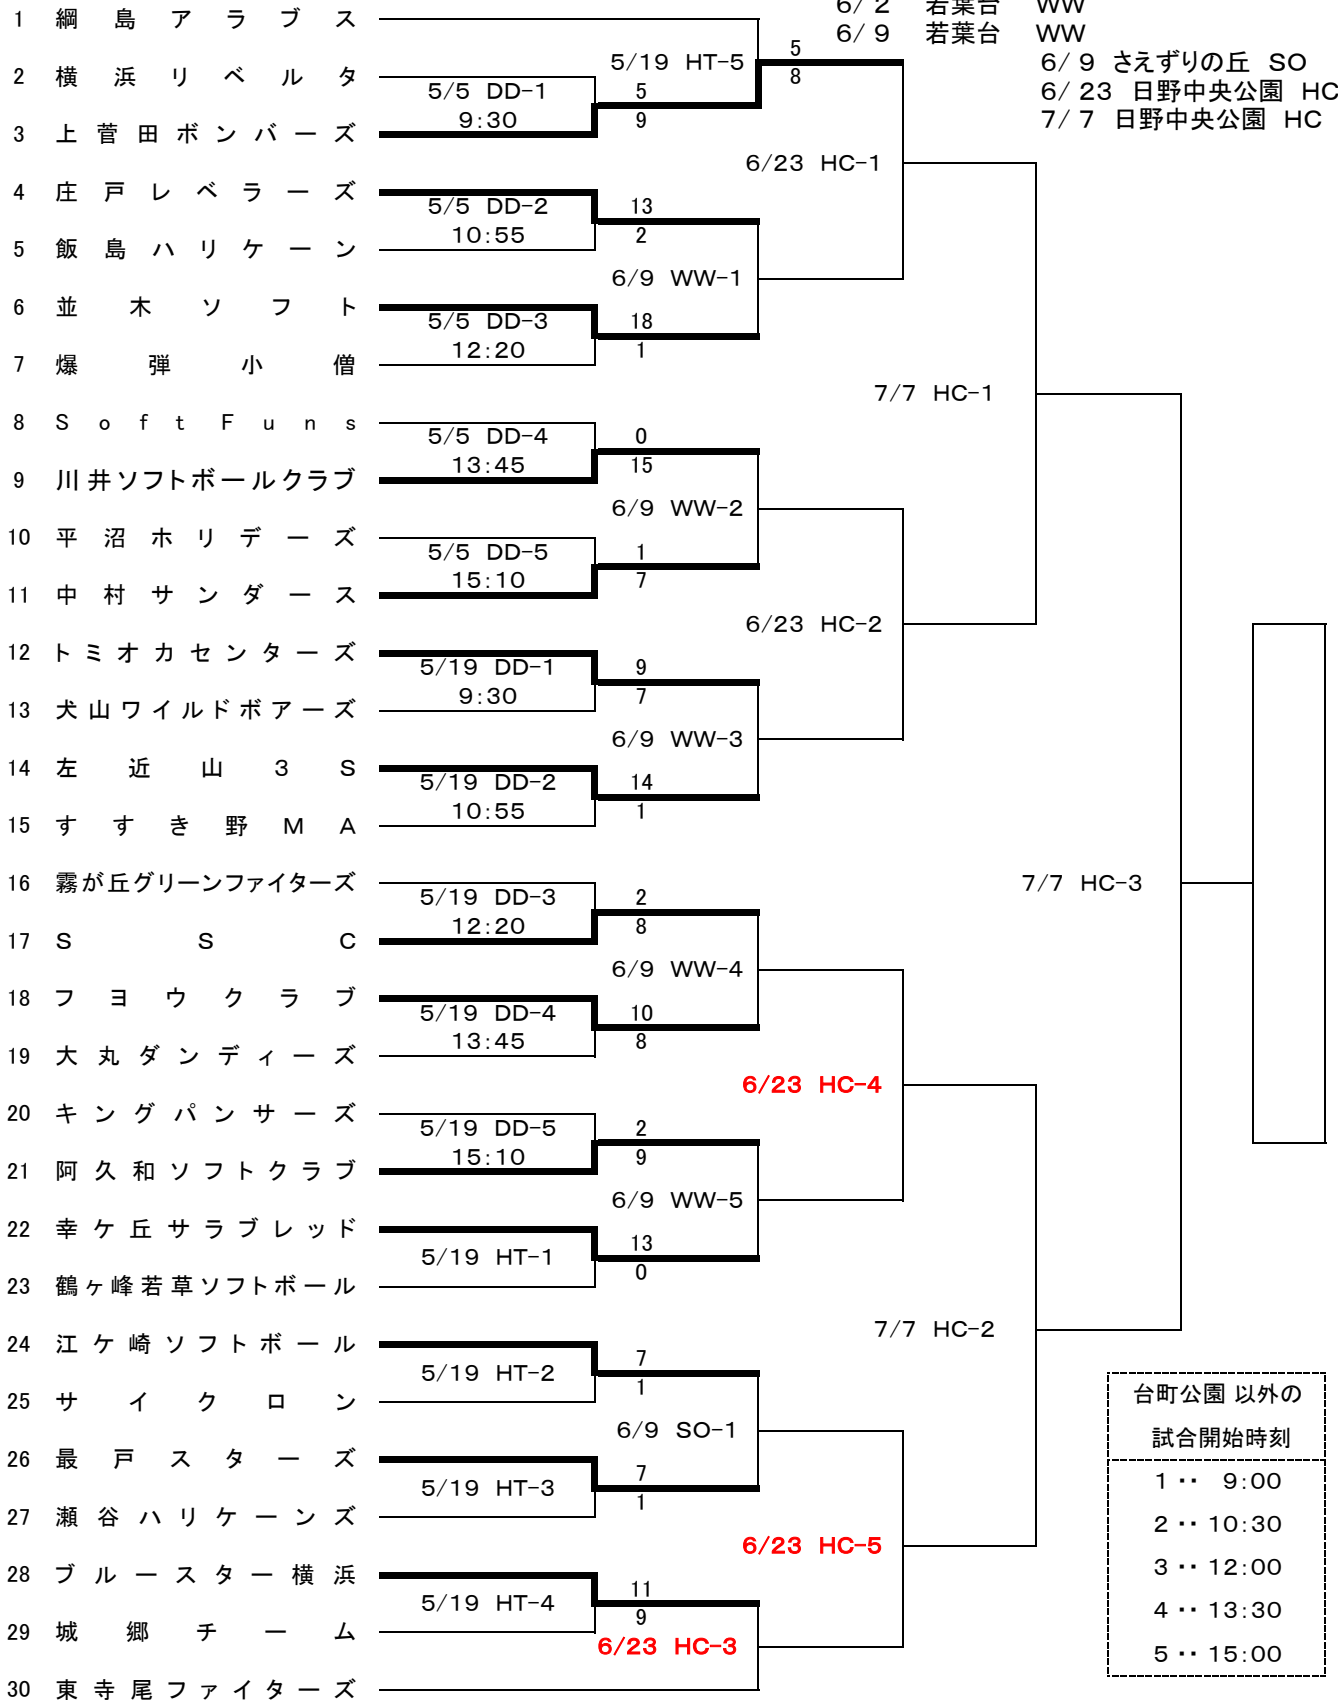 6/ 2 若葉台 WW
1 綱島アラブス
6/ 9 若葉台 WW
5/19 HT-5
5
8
6/ 9 さえずりの丘 SO
2 横浜リベルタ
5/5 DD-1
5
6/ 23 日野中央公園 HC
9:30
9
7/ 7 日野中央公園 HC
3 上菅田ボンバーズ
6/23 HC-1
4 庄戸レベラーズ
5/5 DD-2
13
10:55
2
5 飯島ハリケーン
6/9 WW-1
6 並木ソフト
5/5 DD-3
18
12:20
1
7 爆弾小僧
7/7 HC-1
8 Soft Funs
5/5 DD-4
0
13:45
15
9 川井ソフトボールクラブ
6/9 WW-2
10 平沼ホリデーズ
5/5 DD-5
1
15:10
7
11 中村サンダース
6/23 HC-2
12 トミオカセンターズ
5/19 DD-1
9
9:30
7
13 犬山ワイルドボアーズ
6/9 WW-3
14 左近山3S
5/19 DD-2
14
10:55
1
15 すすき野MA
16 霧が丘グリーンファイターズ
7/7 HC-3
5/19 DD-3
2
12:20
8
17 SSC
6/9 WW-4
18 フヨウクラブ
5/19 DD-4
10
13:45
8
19 大丸ダンディーズ
6/23 HC-4
20 キングパンサーズ
5/19 DD-5
2
15:10
9
21 阿久和ソフトクラブ
6/9 WW-5
22 幸ケ丘サラブレッド
5/19 HT-1
13
0
23 鶴ヶ峰若草ソフトボール
7/7 HC-2
24 江ケ崎ソフトボール
5/19 HT-2
7
1
25 サイクロン
6/9 SO-1
26 最戸スターズ
5/19 HT-3
7
1
27 瀬谷ハリケーンズ
6/23 HC-5
28 ブルースター横浜
5/19 HT-4
11
9
29 城郷チーム
6/23 HC-3
30 東寺尾ファイターズ
台町公園 以外の
試合開始時刻
1 ・・ 9:00
2 ・・ 10:30
3 ・・ 12:00
4 ・・ 13:30
5 ・・ 15:00